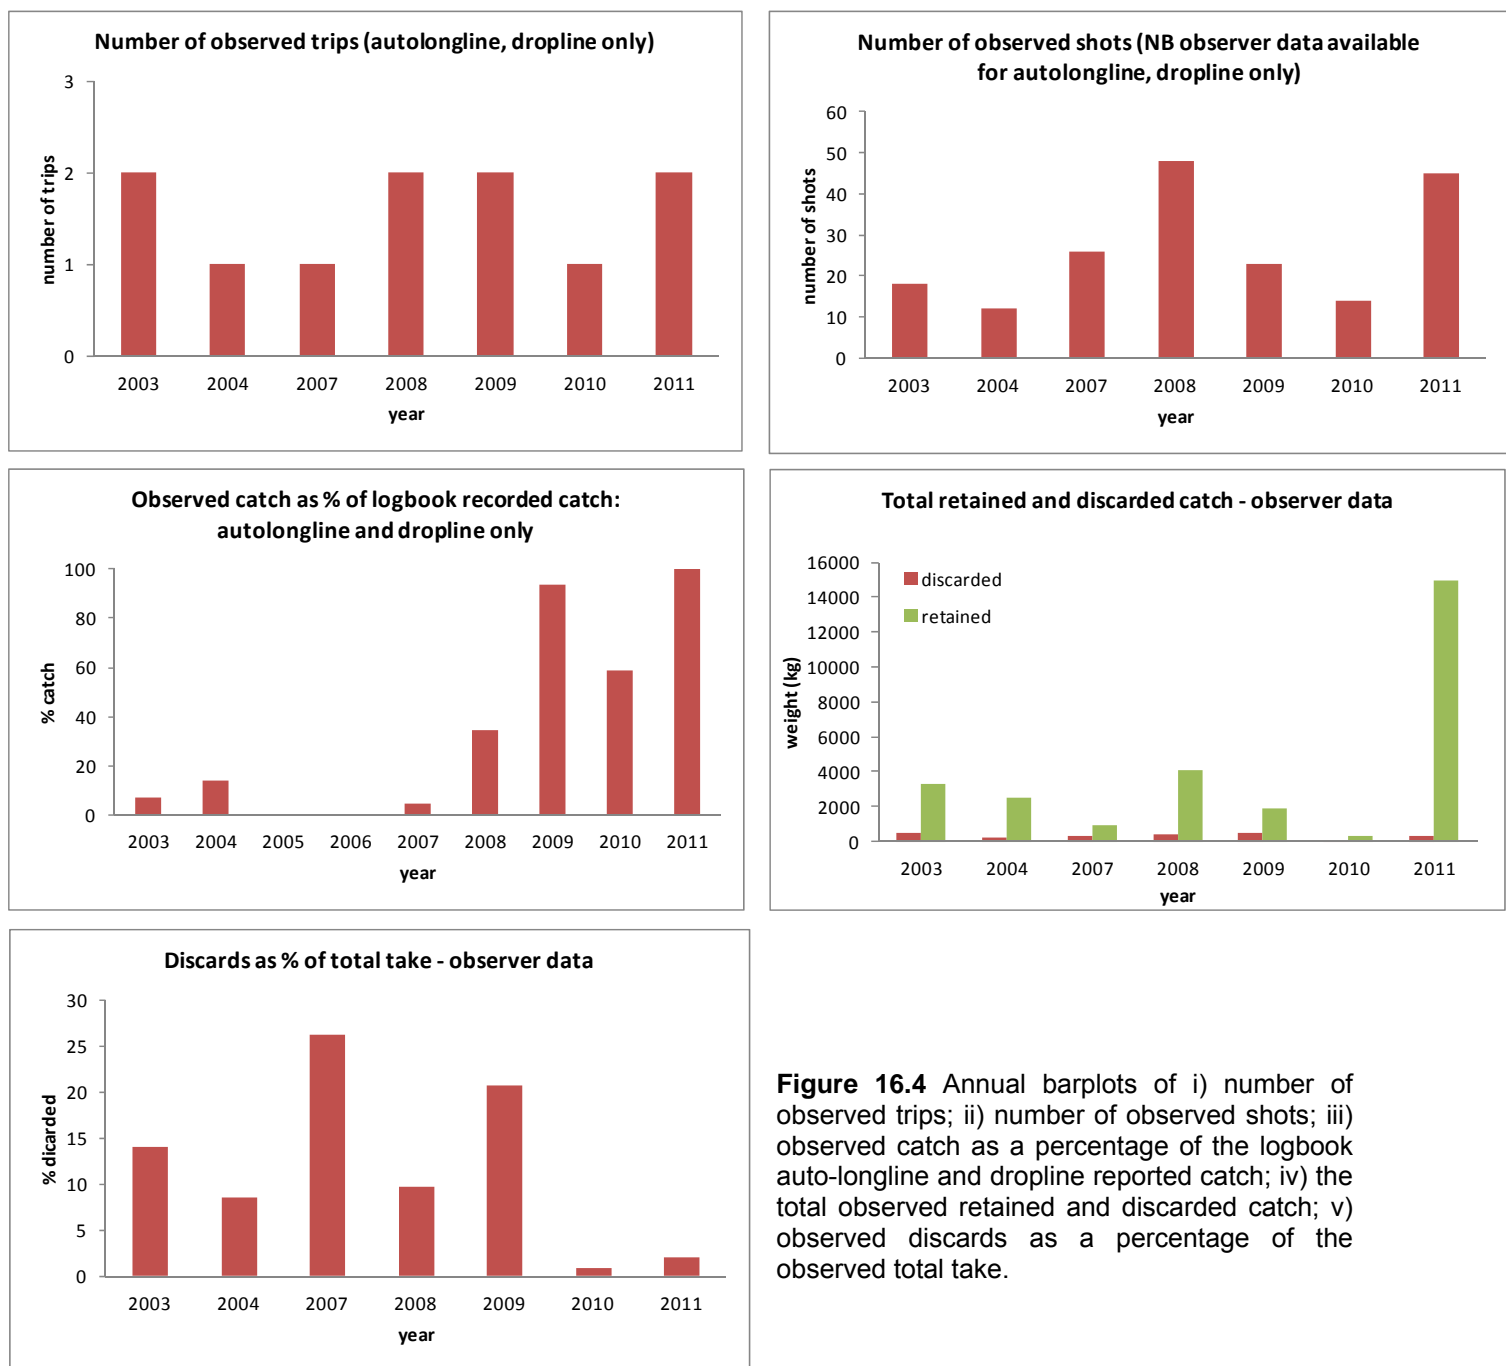 Number of observed trips (autolongline, dropline only)
3
2
1
0
number of trips
2003 2004 2007 2008 2009 2010 2011
year
Number of observed shots (NB observer data available
for autolongline, dropline only)
60
50
40
30
20
10
0
number of shots
2003 2004 2007 2008 2009 2010 2011
year
Observed catch as % of logbook recorded catch:
autolongline and dropline only
100
80
60
40
20
0
% catch
2003 2004 2005 2006 2007 2008 2009 2010 2011
year
Total retained and discarded catch - observer data
16000
14000
12000
10000
8000
6000
4000
2000
0
weight (kg)
discarded
retained
2003 2004 2007 2008 2009 2010 2011
year
Discards as % of total take - observer data
30
25
20
15
10
5
0
% dicarded
2003 2004 2007 2008 2009 2010 2011
year
Figure 16.4 Annual barplots of i) number of
observed trips; ii) number of observed shots; iii)
observed catch as a percentage of the logbook
auto-longline and dropline reported catch; iv) the
total observed retained and discarded catch; v)
observed discards as a percentage of the
observed total take.